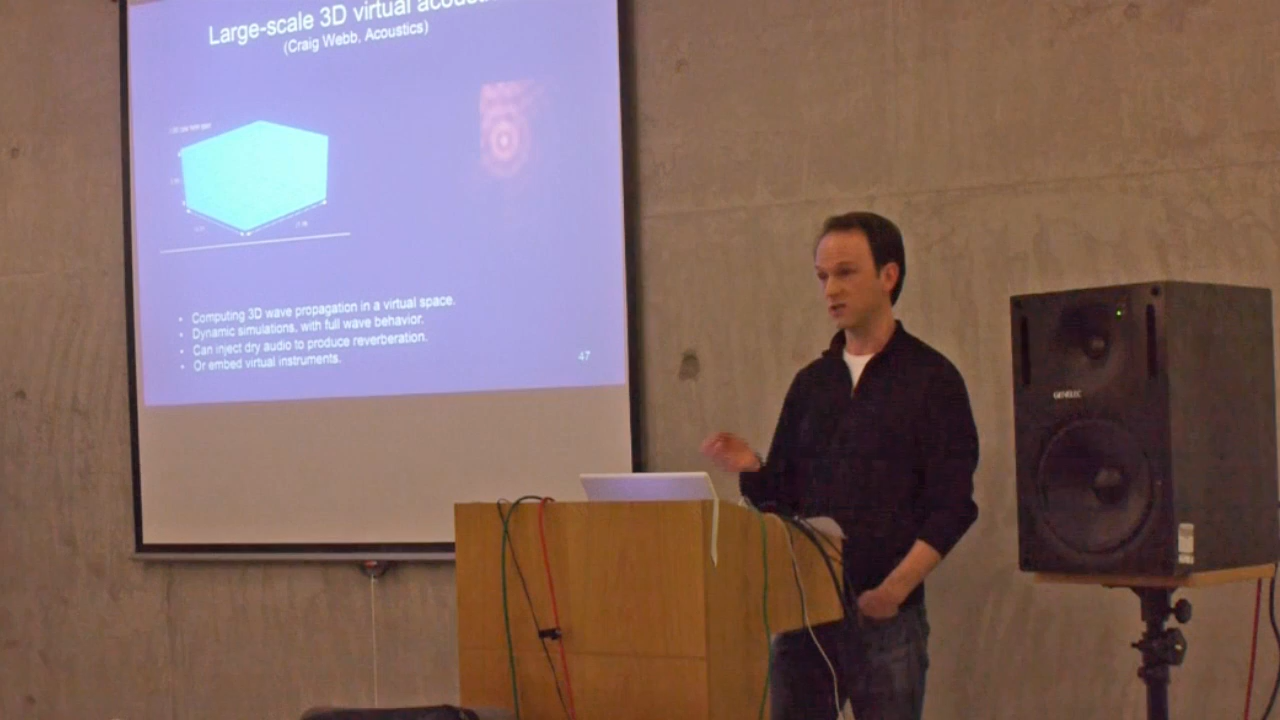 Large-scale 3D virtual
(Craig Webb, Acoustics)
• Computing 3D wave propagation in a virtual space.
• Dynamic simulations, with full wave behavior.
• Can inject dry audio to produce reverberation.
• Or embed virtual instruments.
47
GENELEC